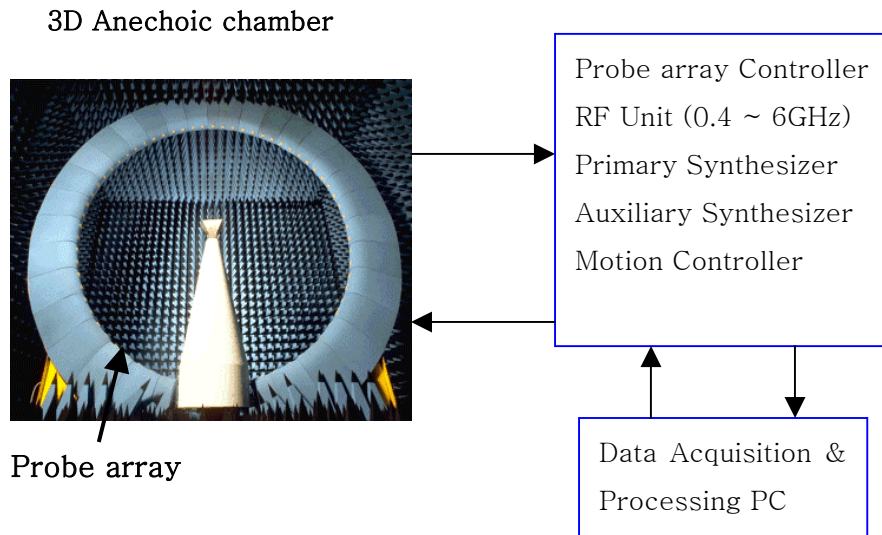 3D Anechoic chamber
Probe array Controller
RF Unit (0.4 ~ 6GHz)
Primary Synthesizer
Auxiliary Synthesizer
Motion Controller
Probe array
Data Acquisition &
Processing PC